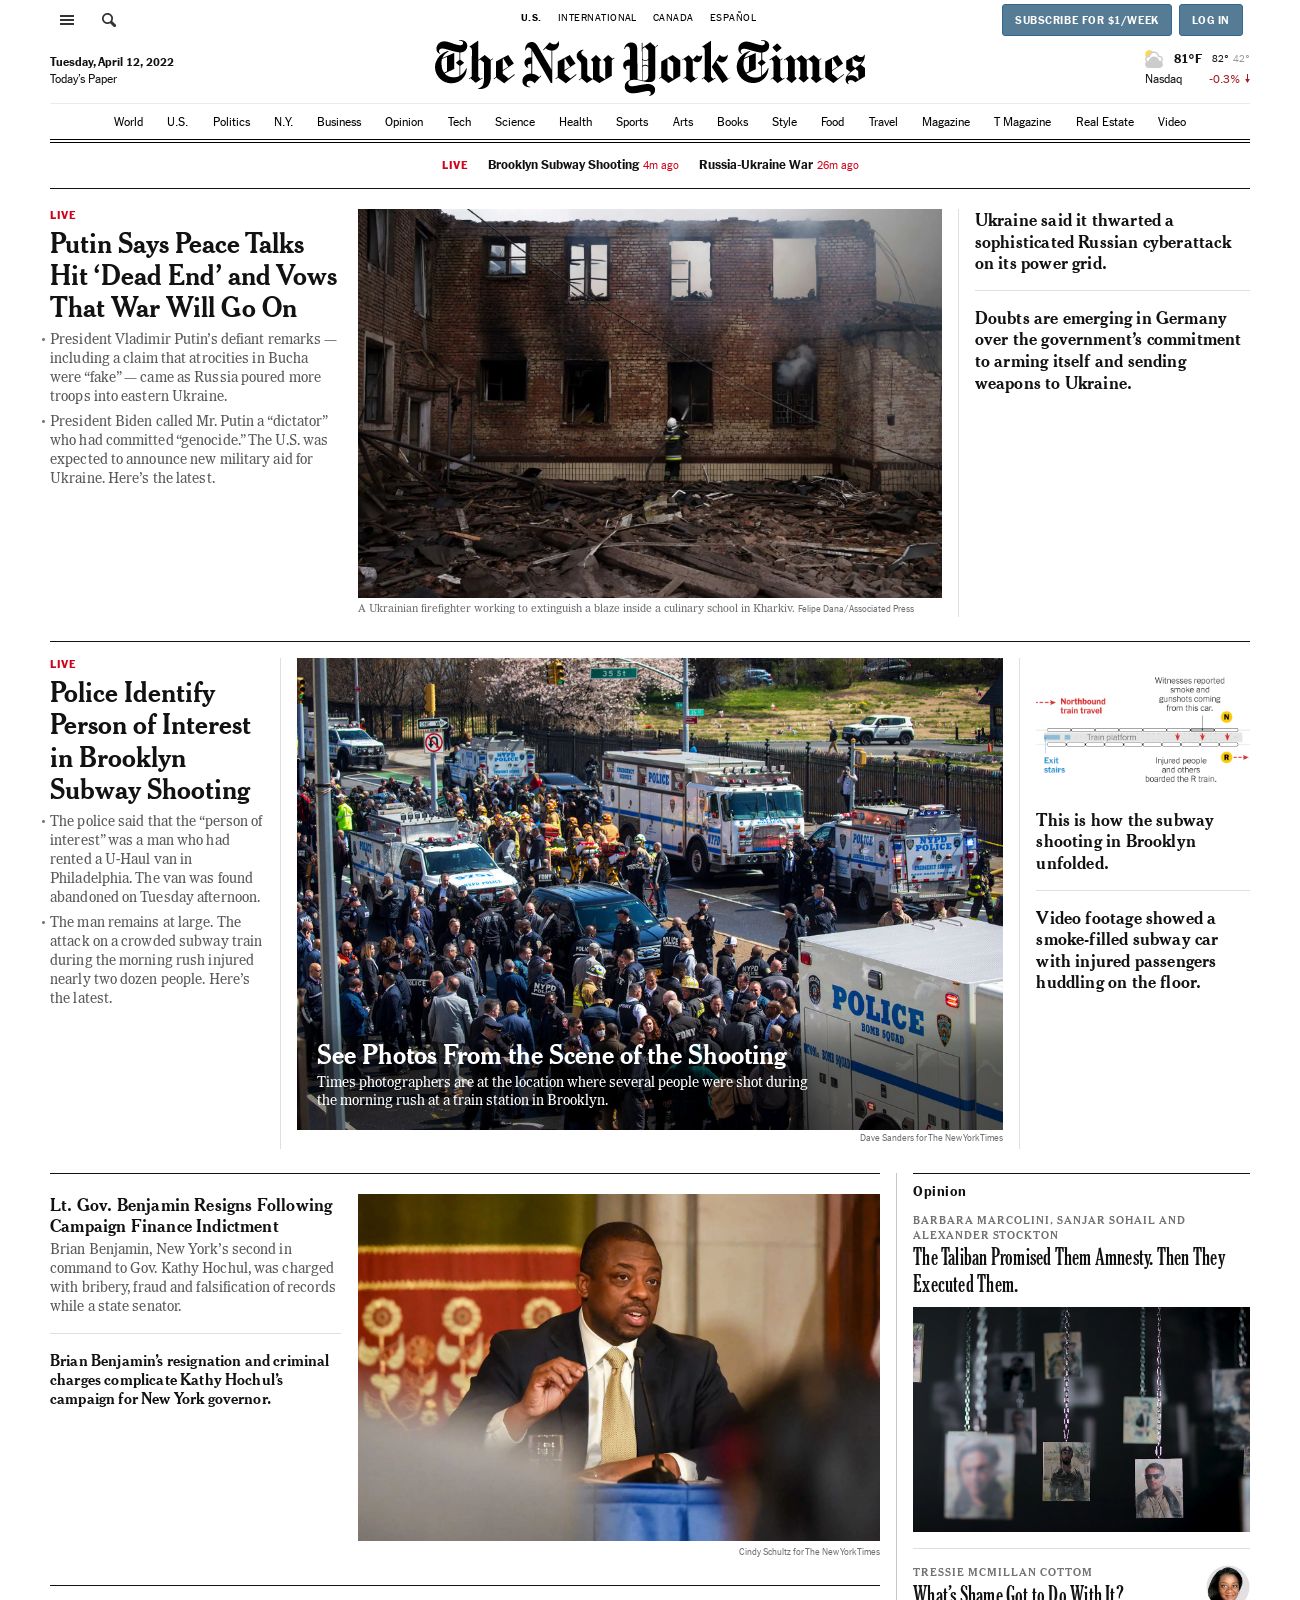 U.S. INTERNATIONAL CANADA ESPAÑOL
SUBSCRIBE FOR $1/WEEK LOG IN
Tuesday, April 12, 2022
Today's Paper
The New York Times
81°F 82° 42°
Nasdaq -0.3%
World U.S. Politics N.Y. Business Opinion Tech Science Health Sports Arts Books Style Food Travel Magazine T Magazine Real Estate Video
LIVE Brooklyn Subway Shooting 4m ago Russia-Ukraine War 26m ago
LIVE
Putin Says Peace Talks
Hit ‘Dead End’ and Vows
That War Will Go On
President Vladimir Putin’s defiant remarks —
including a claim that atrocities in Bucha
were “fake” — came as Russia poured more
troops into eastern Ukraine.
President Biden called Mr. Putin a “dictator”
who had committed “genocide.” The U.S. was
expected to announce new military aid for
Ukraine. Here’s the latest.
A Ukrainian firefighter working to extinguish a blaze inside a culinary school in Kharkiv. Felipe Dana/Associated Press
Ukraine said it thwarted a
sophisticated Russian cyberattack
on its power grid.
Doubts are emerging in Germany
over the government’s commitment
to arming itself and sending
weapons to Ukraine.
LIVE
Police Identify
Person of Interest
in Brooklyn
Subway Shooting
The police said that the “person of
interest” was a man who had
rented a U-Haul van in
Philadelphia. The van was found
abandoned on Tuesday afternoon.
The man remains at large. The
attack on a crowded subway train
during the morning rush injured
nearly two dozen people. Here’s
the latest.
35 St
POLICE
POLICE
POLICE
NYPD
POLICE
POLICE
NYPD
NYPD
FDNY
POLICE
BOMB SQUAD
See Photos From the Scene of the Shooting
Times photographers are at the location where several people were shot during
the morning rush at a train station in Brooklyn.
Dave Sanders for The New York Times
Witnesses reported
smoke and
gunshots coming
from this car.
Northbound
train travel
N
Train platform
R
Exit
stairs
Injured people
and others
boarded the R train.
This is how the subway
shooting in Brooklyn
unfolded.
Video footage showed a
smoke-filled subway car
with injured passengers
huddling on the floor.
Lt. Gov. Benjamin Resigns Following
Campaign Finance Indictment
Brian Benjamin, New York’s second in
command to Gov. Kathy Hochul, was charged
with bribery, fraud and falsification of records
while a state senator.
Brian Benjamin’s resignation and criminal
charges complicate Kathy Hochul’s
campaign for New York governor.
Cindy Schultz for The New York Times
Opinion
BARBARA MARCOLINI, SANJAR SOHAIL AND
ALEXANDER STOCKTON
The Taliban Promised Them Amnesty. Then They
Executed Them.
TRESSIE MCMILLAN COTTOM
What’s Shame Got to Do With It?